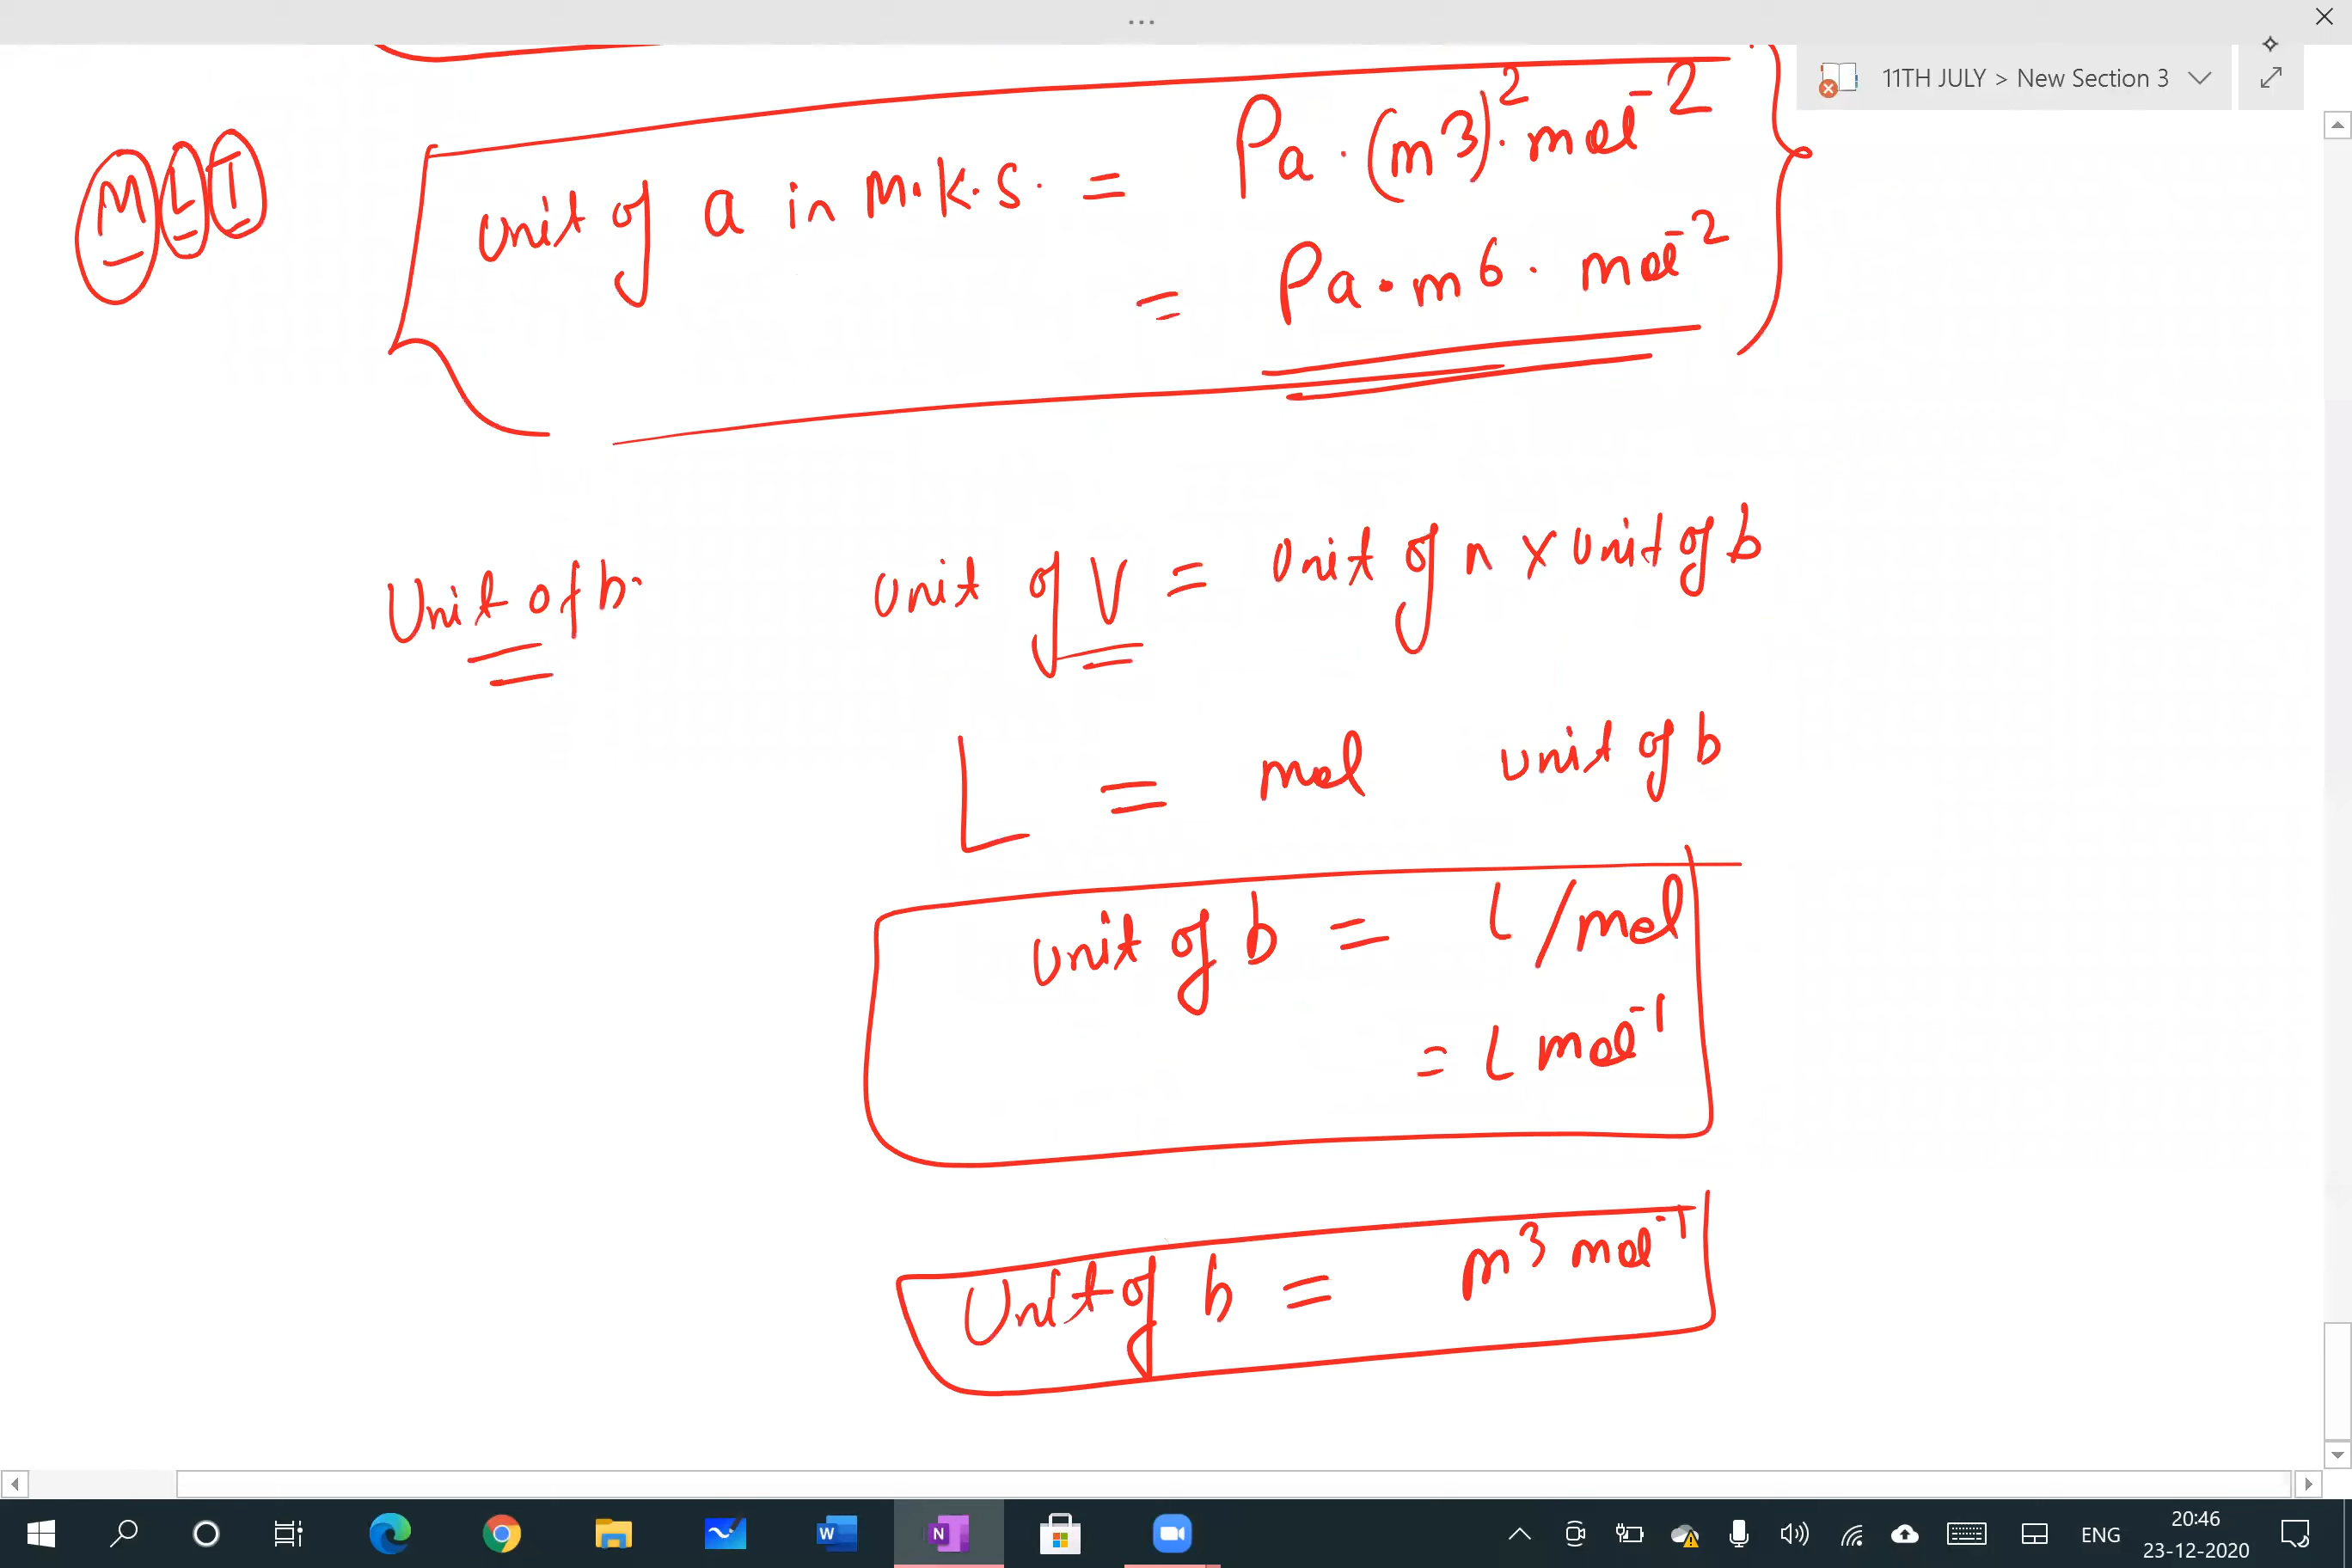 ...
11TH JULY > New Section 3
MLT
Unit of a in m.k.s. = Pa · (m3)². mol⁻²
= Pa · m6 · mol⁻²
Unit of b. Unit of V = Unit of n X Unit of b
L = mol unit of b
Unit of b = L/mol
= L mol⁻¹
Unit of b = m³ mol⁻¹
W
N
ENG
20:46
23-12-2020